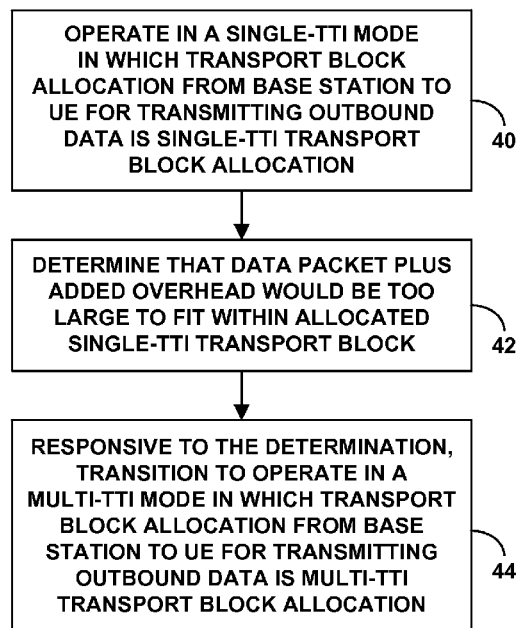 OPERATE IN A SINGLE-TTI MODE
IN WHICH TRANSPORT BLOCK
ALLOCATION FROM BASE STATION TO
UE FOR TRANSMITTING OUTBOUND
DATA IS SINGLE-TTI TRANSPORT
BLOCK ALLOCATION
40
DETERMINE THAT DATA PACKET PLUS
ADDED OVERHEAD WOULD BE TOO
LARGE TO FIT WITHIN ALLOCATED
SINGLE-TTI TRANSPORT BLOCK
42
RESPONSIVE TO THE DETERMINATION,
TRANSITION TO OPERATE IN A
MULTI-TTI MODE IN WHICH TRANSPORT
BLOCK ALLOCATION FROM BASE
STATION TO UE FOR TRANSMITTING
OUTBOUND DATA IS MULTI-TTI
TRANSPORT BLOCK ALLOCATION
44